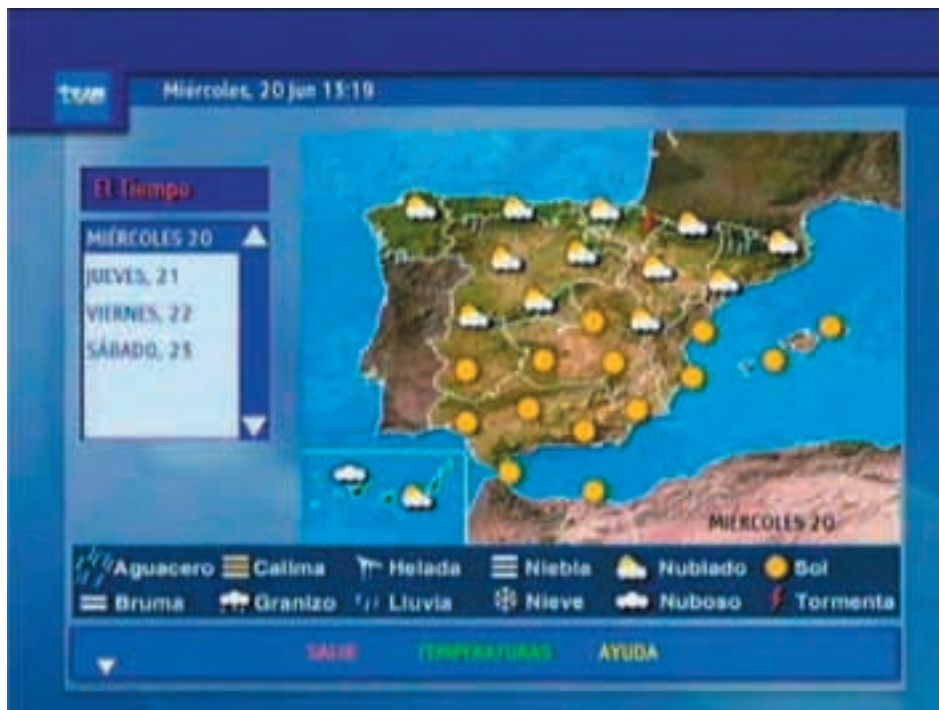 tve
Miércoles, 20 Jun 13:19
El Tiempo
MIÉRCOLES 20
JUEVES, 21
VIERNES, 22
SÁBADO, 23
MIERCOLES 20
Aguacero Calima Helada Niebla Nublado Sol
Bruma Granizo Lluvia Nieve Nuboso Tormenta
SALIR TEMPERATURAS AYUDA